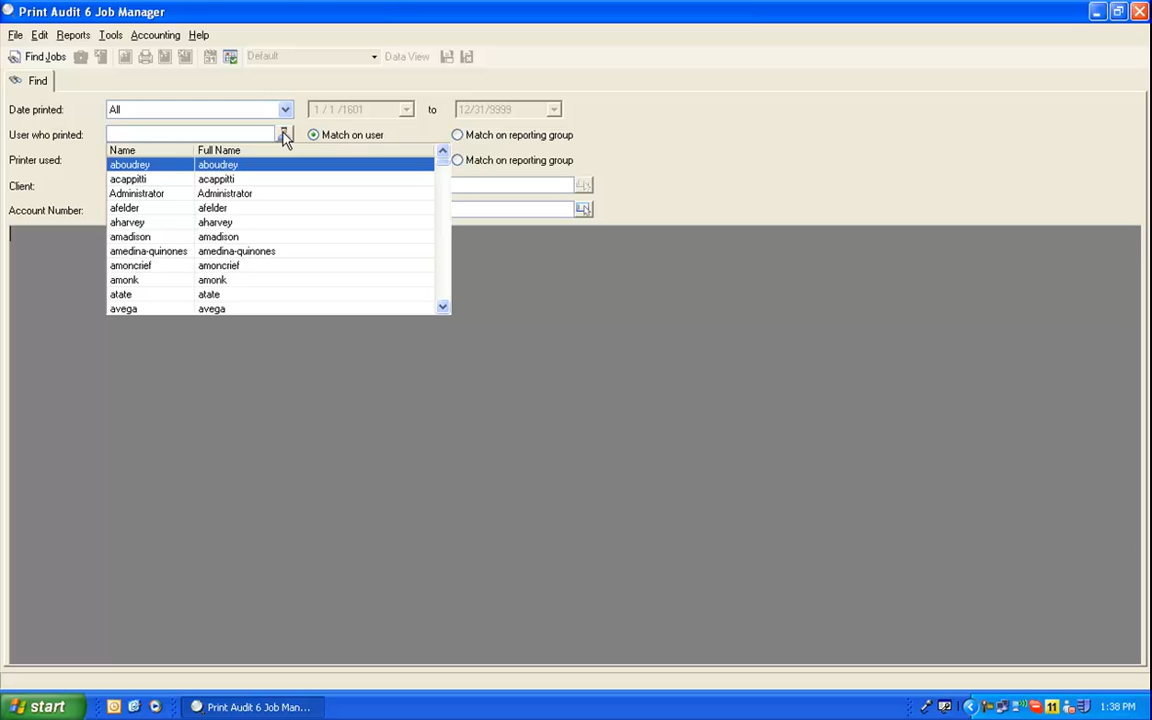 Print Audit 6 Job Manager
File Edit Reports Tools Accounting Help
Find Jobs Default Data View
Find
Date printed: All 1 / 1 /1601 to 12/31/9999
User who printed: Match on user Match on reporting group
Printer used: Match on reporting group
Client:
Account Number:
Name Full Name
aboudrey aboudrey
acappitti acappitti
Administrator Administrator
afelder afelder
aharvey aharvey
amadison amadison
amedina-quinones amedina-quinones
amoncrief amoncrief
amonk amonk
atate atate
avega avega
start Print Audit 6 Job Man... 11 1:38 PM